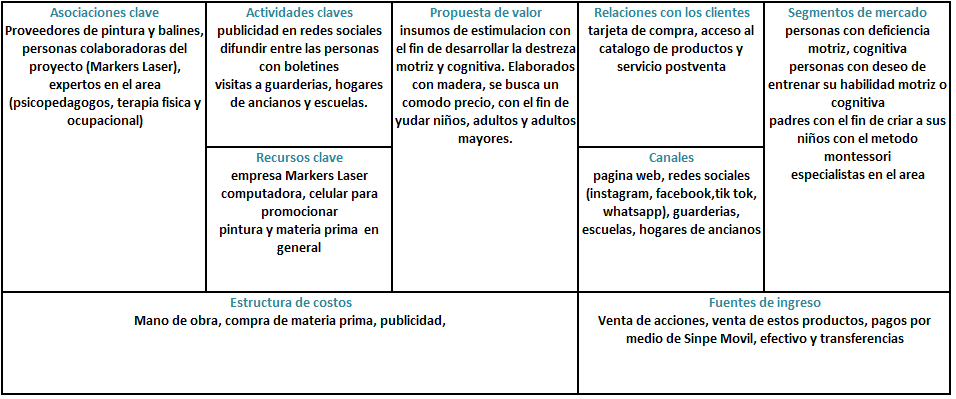 Asociaciones clave
Proveedores de pintura y balines,
personas colaboradoras del
proyecto (Markers Laser),
expertos en el area
(psicopedagogos, terapia fisica y
ocupacional)
Actividades claves
publicidad en redes sociales
difundir entre las personas
con boletines
visitas a guarderias, hogares
de ancianos y escuelas.
Recursos clave
empresa Markers Laser
computadora, celular para
promocionar
pintura y materia prima en
general
Propuesta de valor
insumos de estimulacion con
el fin de desarrollar la destreza
motriz y cognitiva. Elaborados
con madera, se busca un
comodo precio, con el fin de
yudar niños, adultos y adultos
mayores.
Relaciones con los clientes
tarjeta de compra, acceso al
catalogo de productos y
servicio postventa
Canales
pagina web, redes sociales
(instagram, facebook,tik tok,
whatsapp), guarderias,
escuelas, hogares de ancianos
Segmentos de mercado
personas con deficiencia
motriz, cognitiva
personas con deseo de
entrenar su habilidad motriz o
cognitiva
padres con el fin de criar a sus
niños con el metodo
montessori
especialistas en el area
Estructura de costos
Mano de obra, compra de materia prima, publicidad,
Fuentes de ingreso
Venta de acciones, venta de estos productos, pagos por
medio de Sinpe Movil, efectivo y transferencias